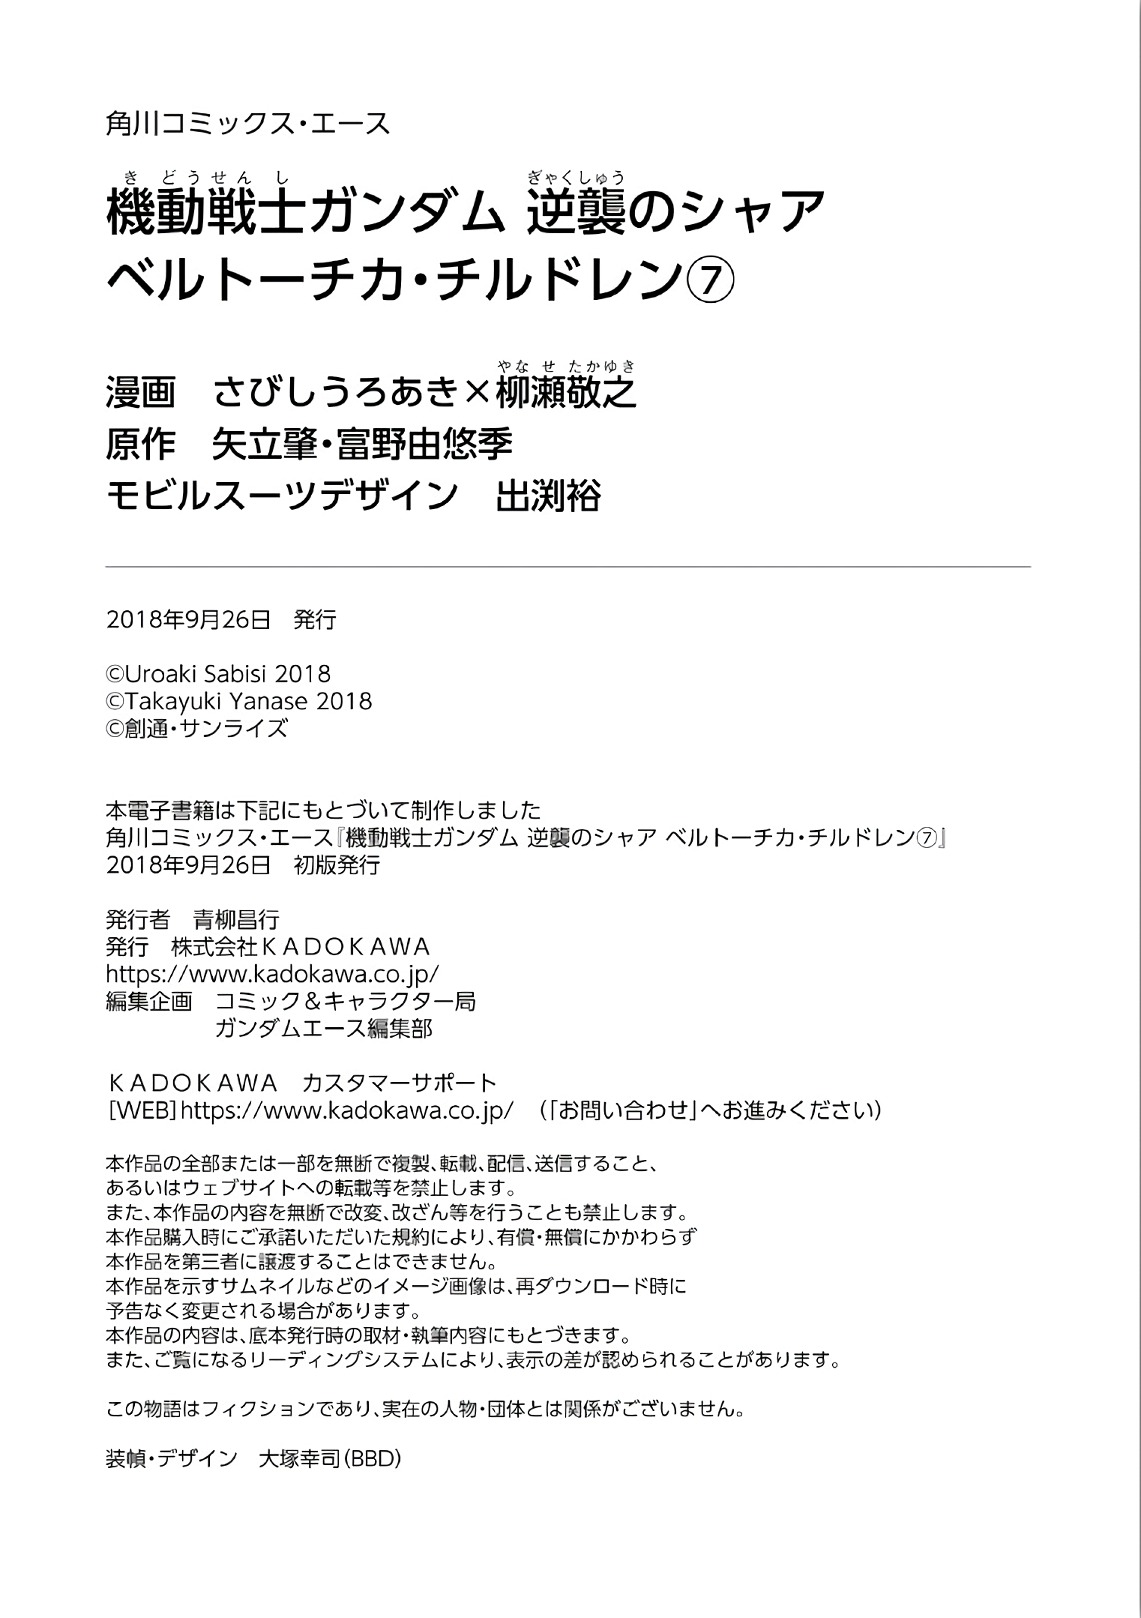 角川コミックス・エース
きどうせんし ぎゃくしゅう
機動戦士ガンダム 逆襲のシャア
ベルトーチカ・チルドレン⑦
やなせたかゆき
漫画　さびしうろあき×柳瀬敬之
原作　矢立肇・富野由悠季
モビルスーツデザイン　出渕裕
2018年9月26日　発行
©Uroaki Sabisi 2018
©Takayuki Yanase 2018
©創通・サンライズ
本電子書籍は下記にもとづいて制作しました
角川コミックス・エース『機動戦士ガンダム 逆襲のシャア ベルトーチカ・チルドレン⑦』
2018年9月26日　初版発行
発行者　青柳昌行
発行　株式会社ＫＡＤＯＫＡＷＡ
https://www.kadokawa.co.jp/
編集企画　コミック＆キャラクター局
ガンダムエース編集部
ＫＡＤＯＫＡＷＡ　カスタマーサポート
[WEB]https://www.kadokawa.co.jp/　（「お問い合わせ」へお進みください）
本作品の全部または一部を無断で複製、転載、配信、送信すること、
あるいはウェブサイトへの転載等を禁止します。
また、本作品の内容を無断で改変、改ざん等を行うことも禁止します。
本作品購入時にご承諾いただいた規約により、有償・無償にかかわらず
本作品を第三者に譲渡することはできません。
本作品を示すサムネイルなどのイメージ画像は、再ダウンロード時に
予告なく変更される場合があります。
本作品の内容は、底本発行時の取材・執筆内容にもとづきます。
また、ご覧になるリーディングシステムにより、表示の差が認められることがあります。
この物語はフィクションであり、実在の人物・団体とは関係がございません。
装幀・デザイン　大塚幸司（BBD）